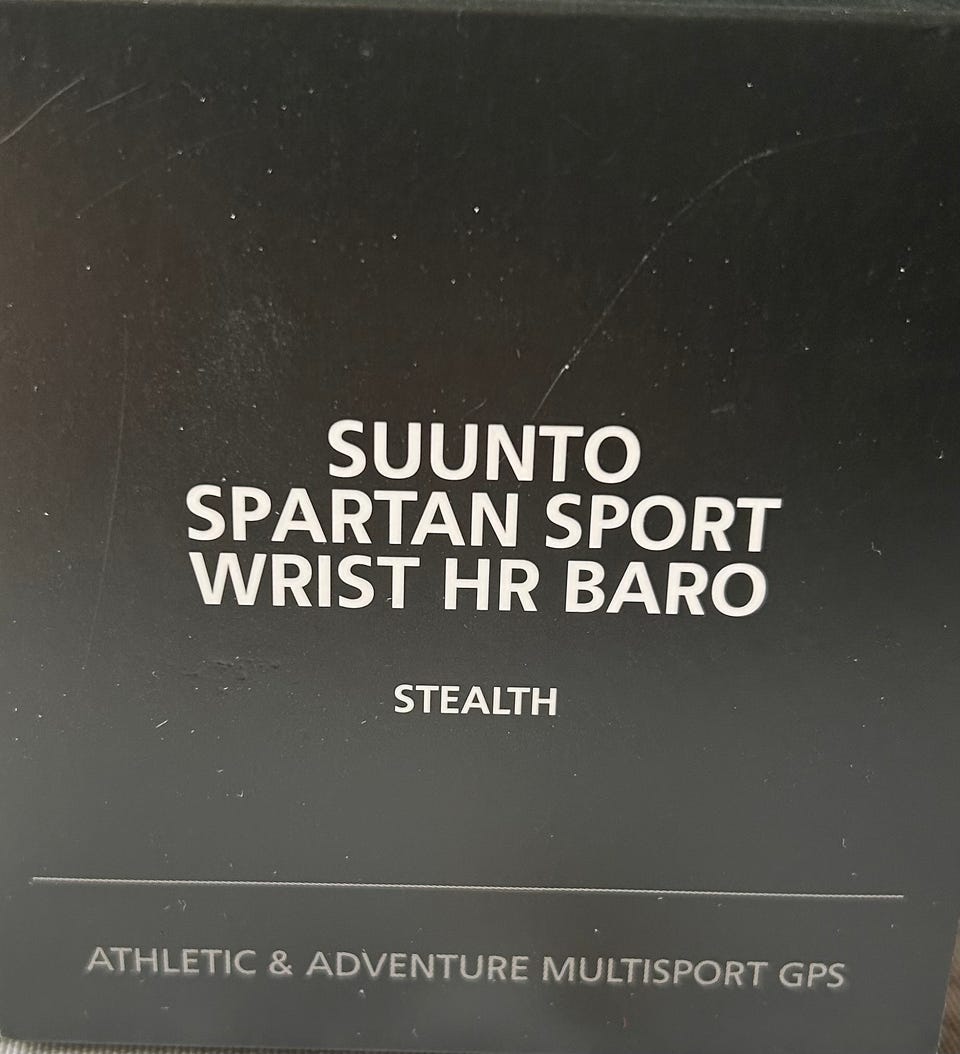 SUUNTO
SPARTAN SPORT
WRIST HR BARO
STEALTH
ATHLETIC & ADVENTURE MULTISPORT GPS